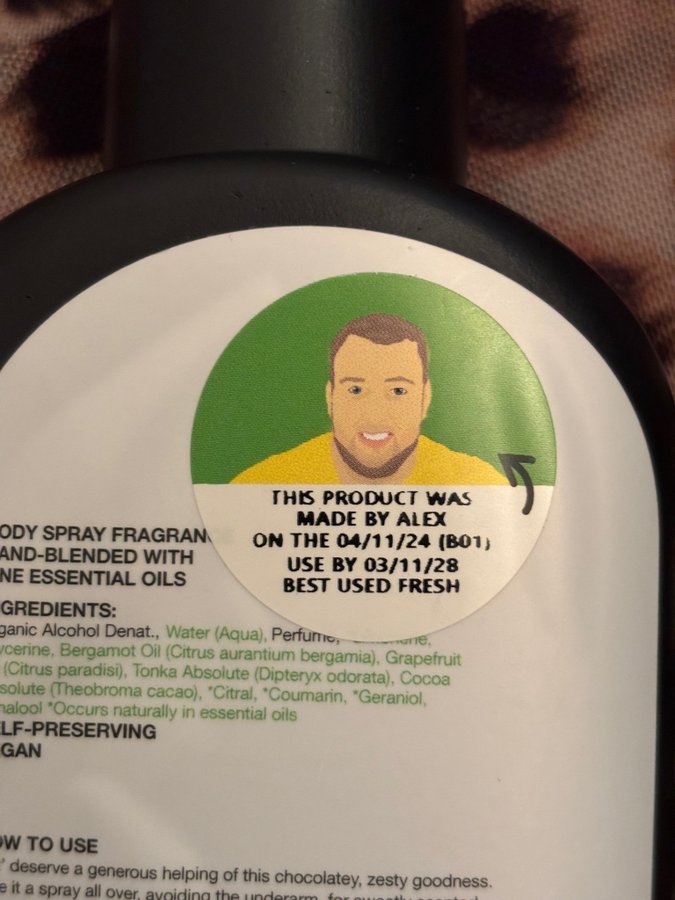 THIS PRODUCT WAS
MADE BY ALEX
ON THE 04/11/24 (B01)
USE BY 03/11/28
BEST USED FRESH
ODY SPRAY FRAGRAN
AND-BLENDED WITH
NE ESSENTIAL OILS
GREDIENTS:
ganic Alcohol Denat., Water (Aqua), Perfume,
ycerine, Bergamot Oil (Citrus aurantium bergamia), Grapefruit
(Citrus paradisi), Tonka Absolute (Dipteryx odorata), Cocoa
solute (Theobroma cacao), *Citral, *Coumarin, *Geraniol,
nalool *Occurs naturally in essential oils
ELF-PRESERVING
GAN
OW TO USE
' deserve a generous helping of this chocolatey, zesty goodness.
e it a spray all over, avoiding the underarm, for